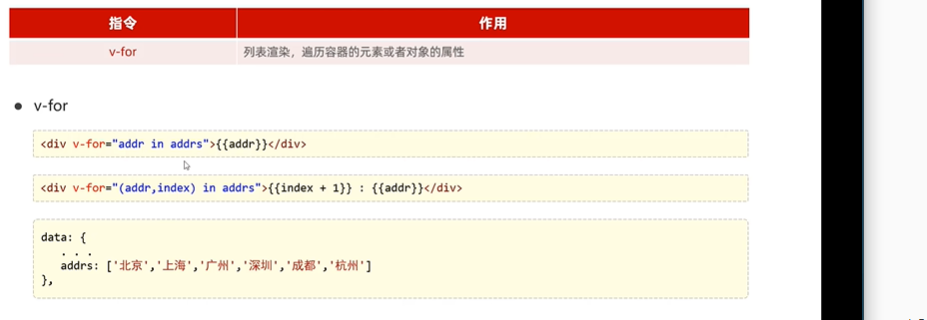 指令 作用
v-for 列表渲染，遍历容器的元素或者对象的属性
● v-for
<div v-for="addr in addrs">{{addr}}</div>
<div v-for="(addr,index) in addrs">{{index + 1}} : {{addr}}</div>
data: {
. . .
addrs: ['北京','上海','广州','深圳','成都','杭州']
},